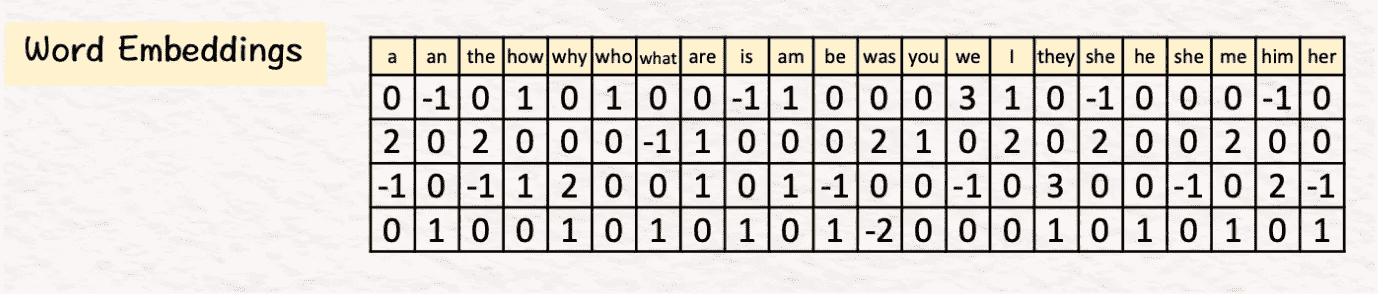 Word Embeddings
a an the how why who what are is am be was you we I they she he she me him her
0 -1 0 1 0 1 0 0 -1 1 0 0 0 3 1 0 -1 0 0 0 -1 0
2 0 2 0 0 0 -1 1 0 0 0 2 1 0 2 0 2 0 0 2 0 0
-1 0 -1 1 2 0 0 1 0 1 -1 0 0 -1 0 3 0 0 -1 0 2 -1
0 1 0 0 1 0 1 0 1 0 1 -2 0 0 0 1 0 1 0 1 0 1